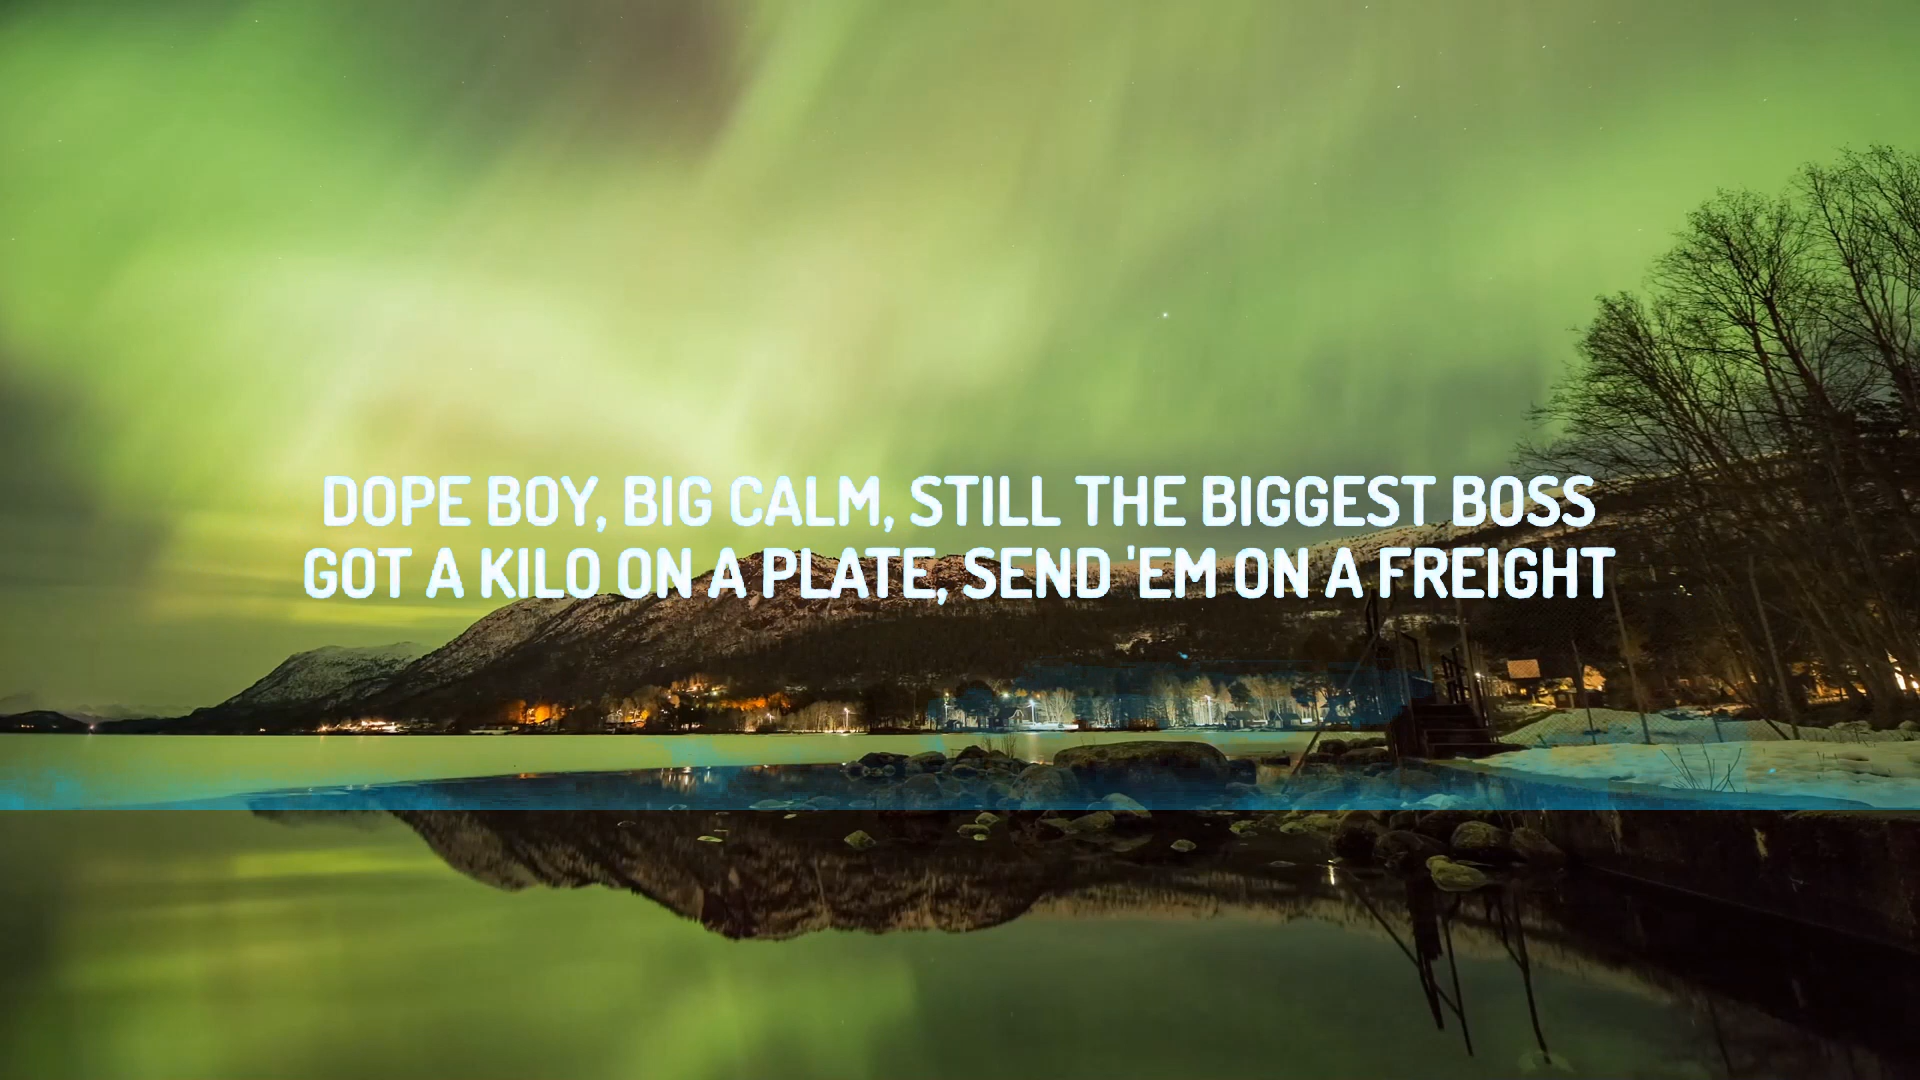 DOPE BOY, BIG CALM, STILL THE BIGGEST BOSS
GOT A KILO ON A PLATE, SEND 'EM ON A FREIGHT